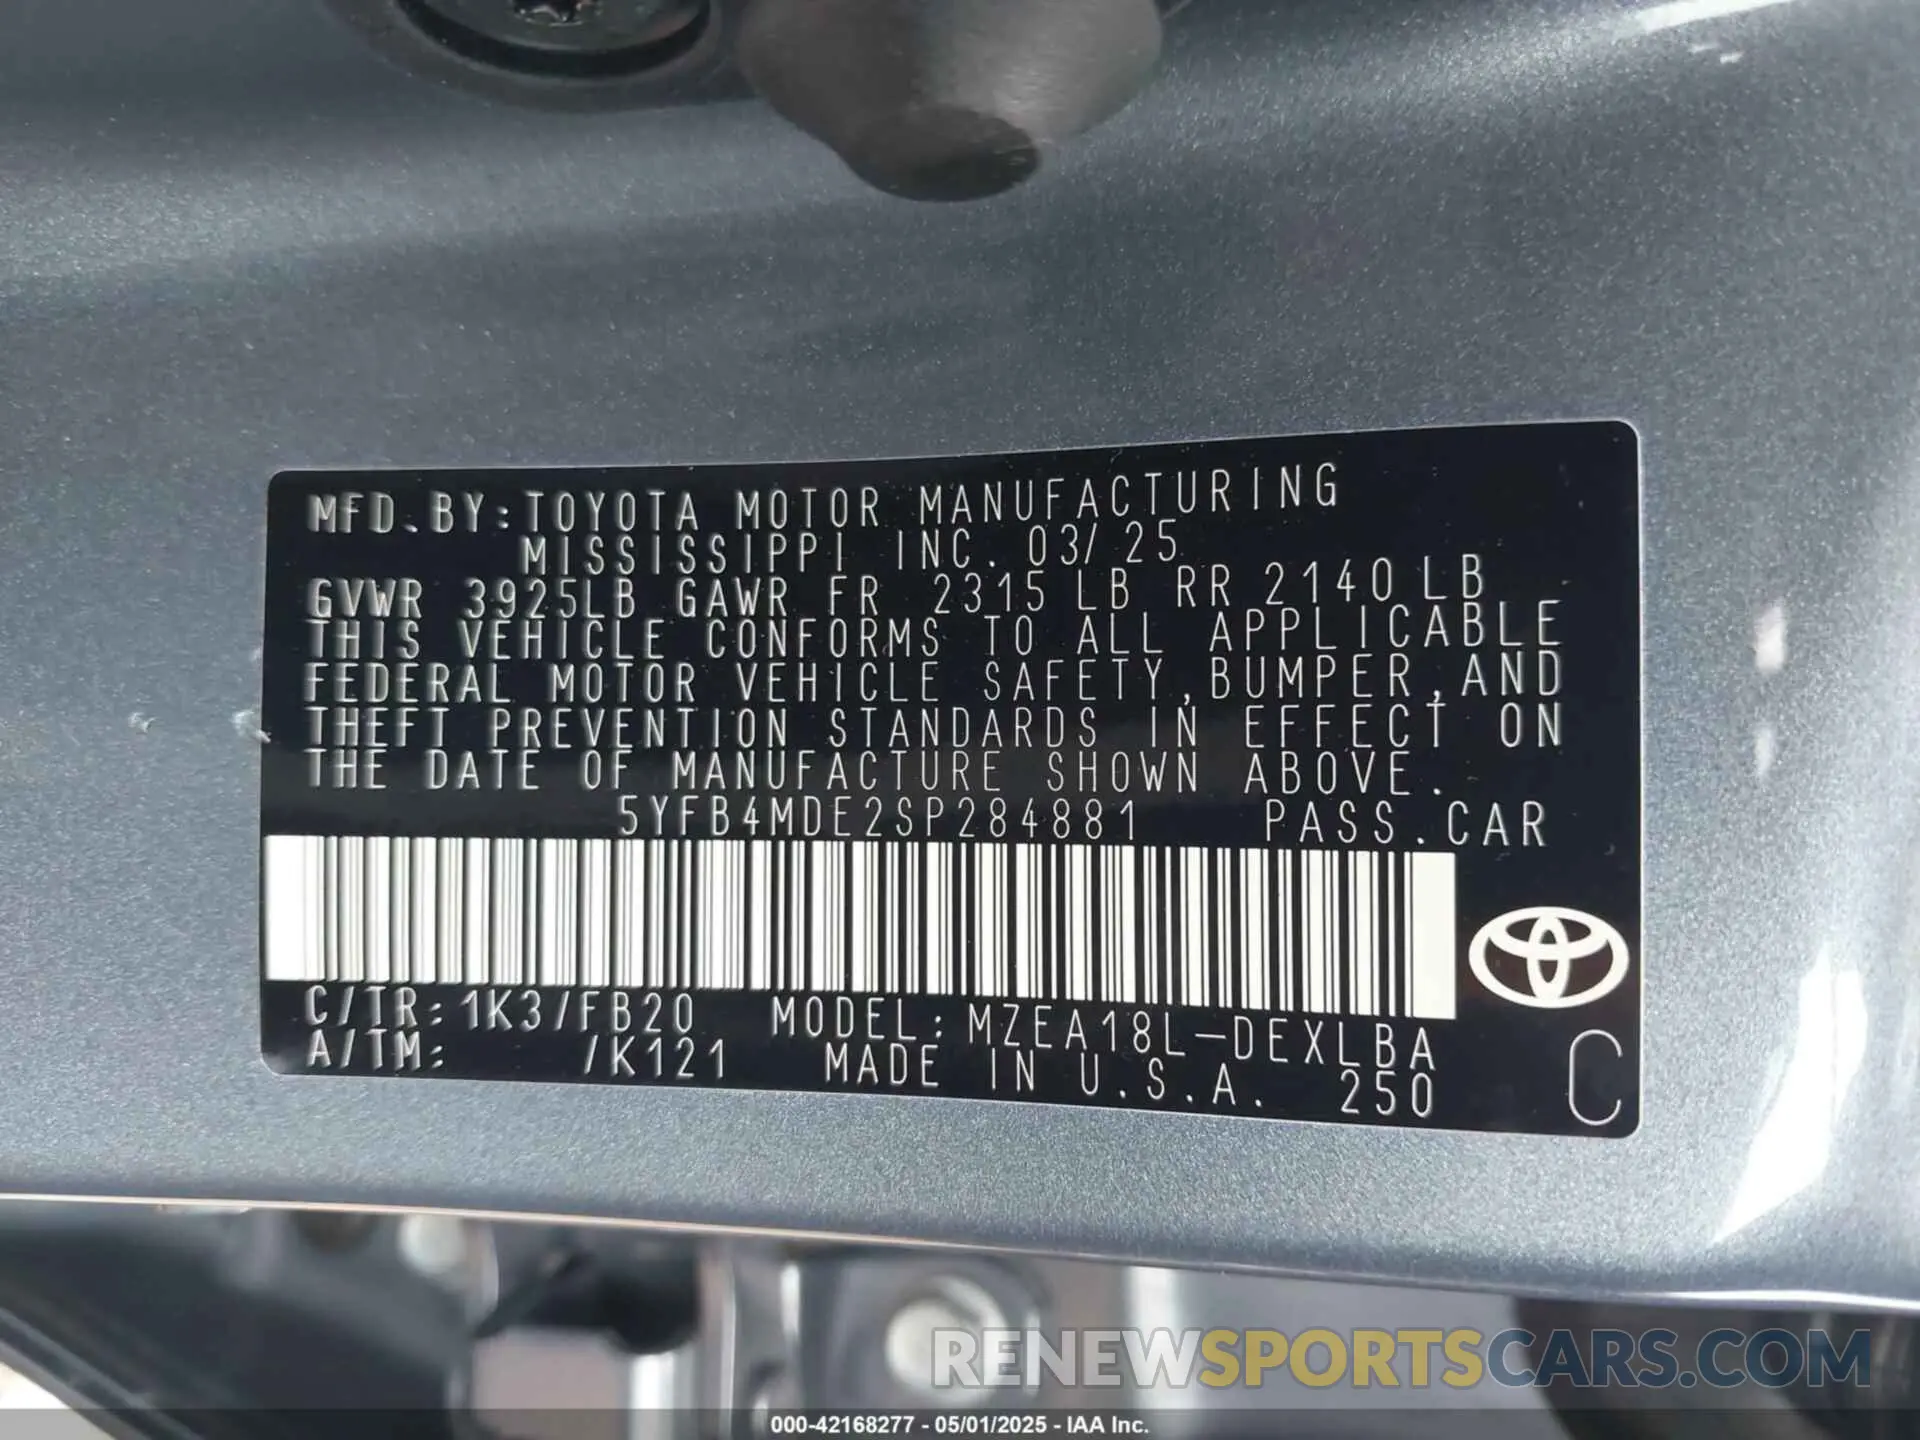 MFD. BY: TOYOTA MOTOR MANUFACTURING
MISSISSIPPI INC. 03/25
GVWR 3925LB GAWR FR 2315 LB RR 2140 LB
THIS VEHICLE CONFORMS TO ALL APPLICABLE
FEDERAL MOTOR VEHICLE SAFETY, BUMPER, AND
THEFT PREVENTION STANDARDS IN EFFECT ON
THE DATE OF MANUFACTURE SHOWN ABOVE.
5YFB4MDE2SP284881 PASS. CAR
C/TR: 1K3/FB20 MODEL: MZEA18L-DEXLBA
A/TM: /K121 MADE IN U.S.A. 250
C
RENEWSPORTSCARS.COM
000-42168277 - 05/01/2025 - IAA Inc.